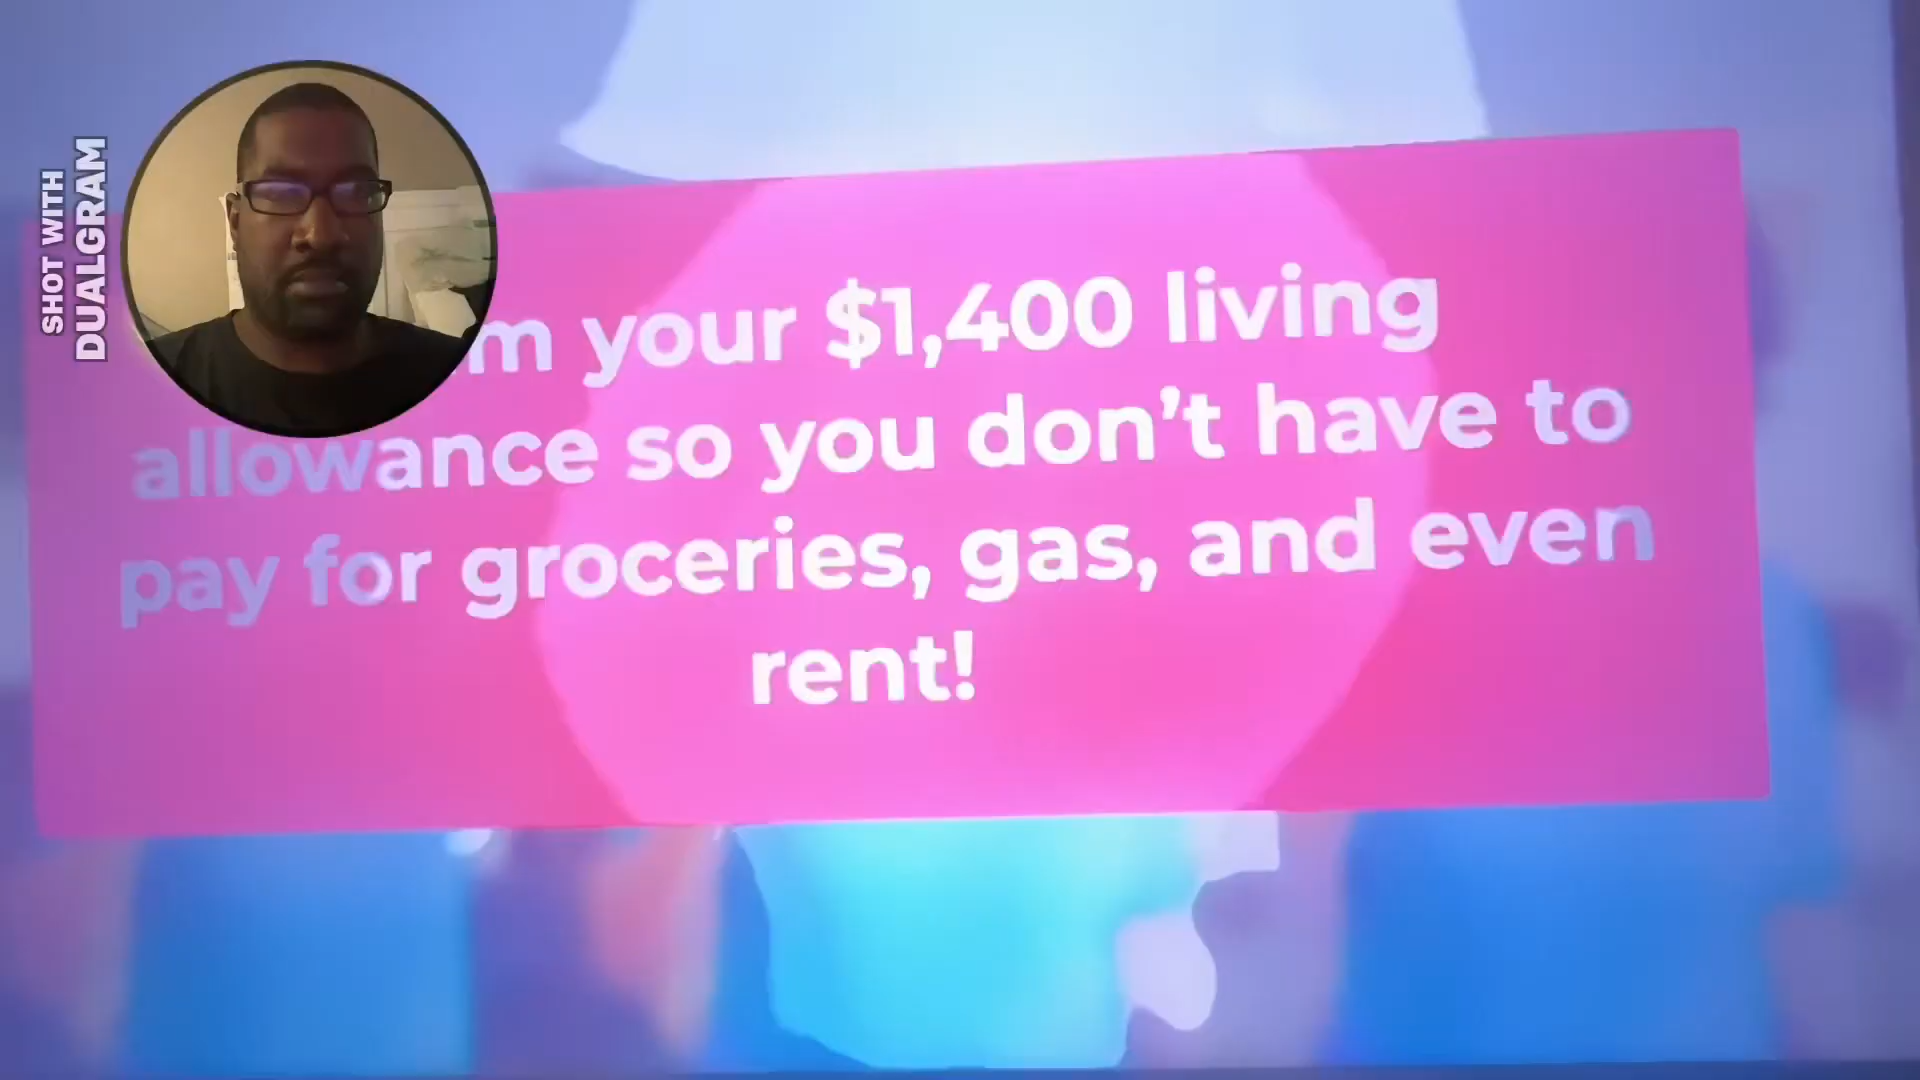 SHOT WITH
DUALGRAM
your $1,400 living
allowance so you don't have to
pay for groceries, gas, and even
rent!